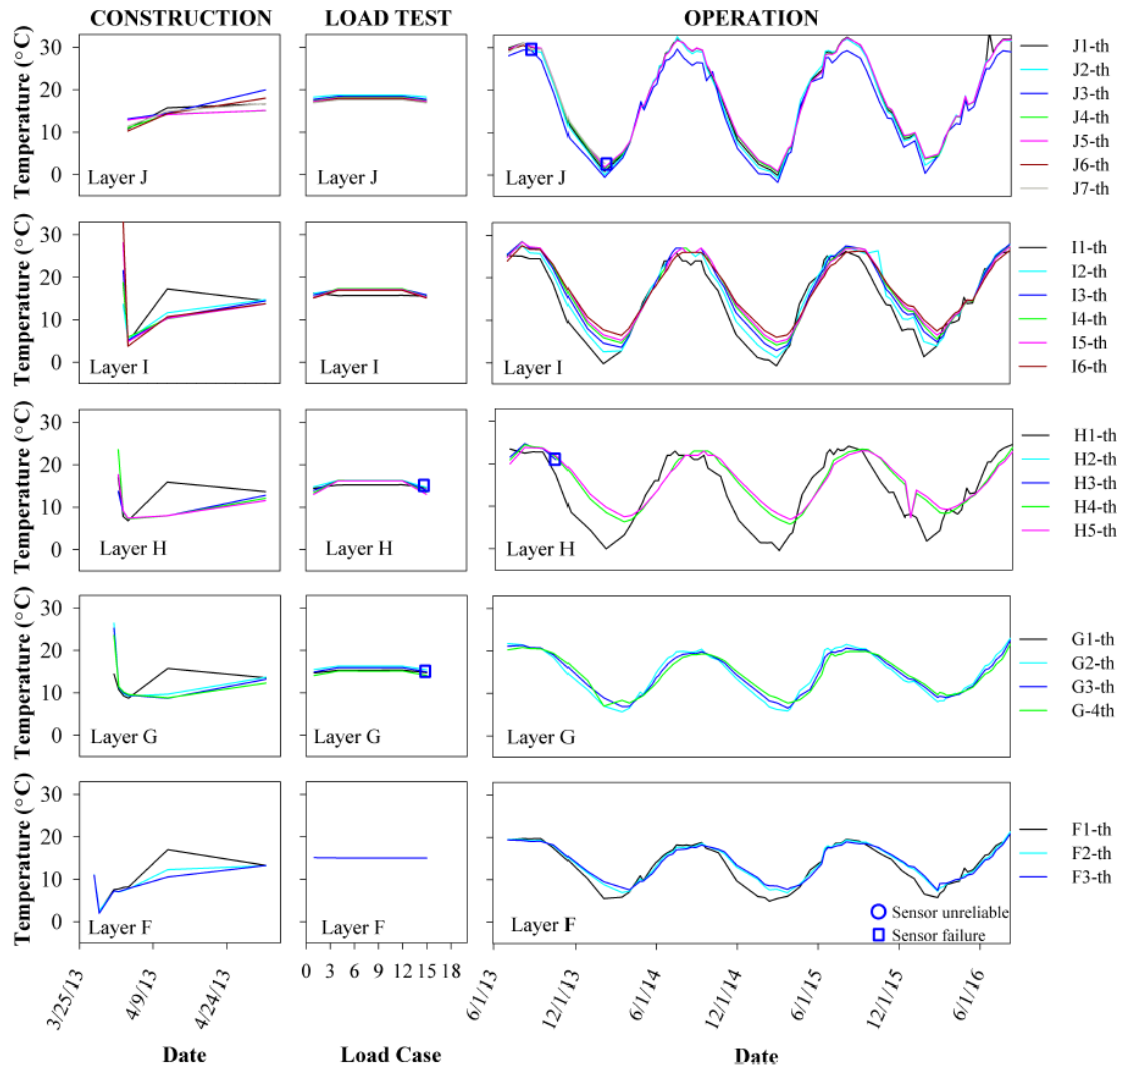 CONSTRUCTION LOAD TEST OPERATION
Temperature (°C)
30
20
10
0
Layer J
Layer J
Layer J
J1-th
J2-th
J3-th
J4-th
J5-th
J6-th
J7-th
Temperature (°C)
30
20
10
0
Layer I
Layer I
Layer I
I1-th
I2-th
I3-th
I4-th
I5-th
I6-th
Temperature (°C)
30
20
10
0
Layer H
Layer H
Layer H
H1-th
H2-th
H3-th
H4-th
H5-th
Temperature (°C)
30
20
10
0
Layer G
Layer G
Layer G
G1-th
G2-th
G3-th
G-4th
Temperature (°C)
30
20
10
0
Layer F
Layer F
Layer F
F1-th
F2-th
F3-th
Sensor unreliable
Sensor failure
3/25/13 4/9/13 4/24/13
0 3 6 9 12 15 18
6/1/13 12/1/13 6/1/14 12/1/14 6/1/15 12/1/15 6/1/16
Date Load Case Date